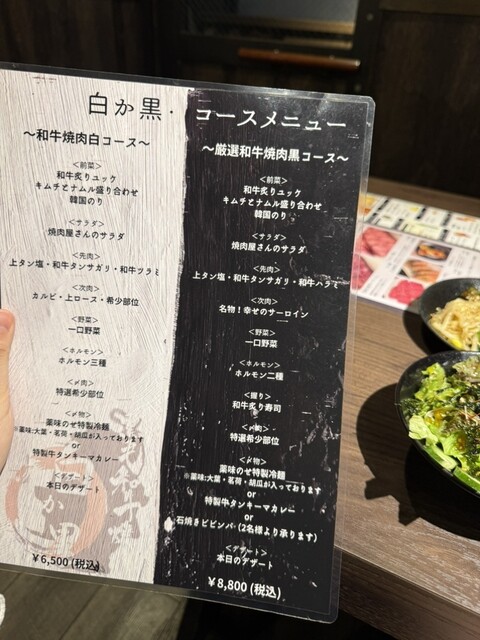 白か黒・コースメニュー
～和牛焼肉白コース～
<前菜>
和牛炙りユッケ
キムチとナムル盛り合わせ
韓国のり
<サラダ>
焼肉屋さんのサラダ
<先肉>
上タン塩・和牛タンサガリ・和牛ツラミ
<次肉>
カルビ・上ロース・希少部位
<野菜>
一口野菜
<ホルモン>
ホルモン三種
<〆肉>
特選希少部位
<〆物>
薬味のせ特製冷麺
※薬味:大葉・茗荷・胡瓜が入っております
or
特製牛タンキーマカレー
<デザート>
本日のデザート
¥6,500 (税込)
～厳選和牛焼肉黒コース～
<前菜>
和牛炙りユッケ
キムチとナムル盛り合わせ
韓国のり
<サラダ>
焼肉屋さんのサラダ
<先肉>
上タン塩・和牛タンサガリ・和牛ハラミ
<次肉>
名物！幸せのサーロイン
<野菜>
一口野菜
<ホルモン>
ホルモン二種
<握り>
和牛炙り寿司
<〆肉>
特選希少部位
<〆物>
薬味のせ特製冷麺
※薬味:大葉・茗荷・胡瓜が入っております
or
特製牛タンキーマカレー
or
石焼きビビンバ (2名様より承ります)
<デザート>
本日のデザート
¥8,800 (税込)